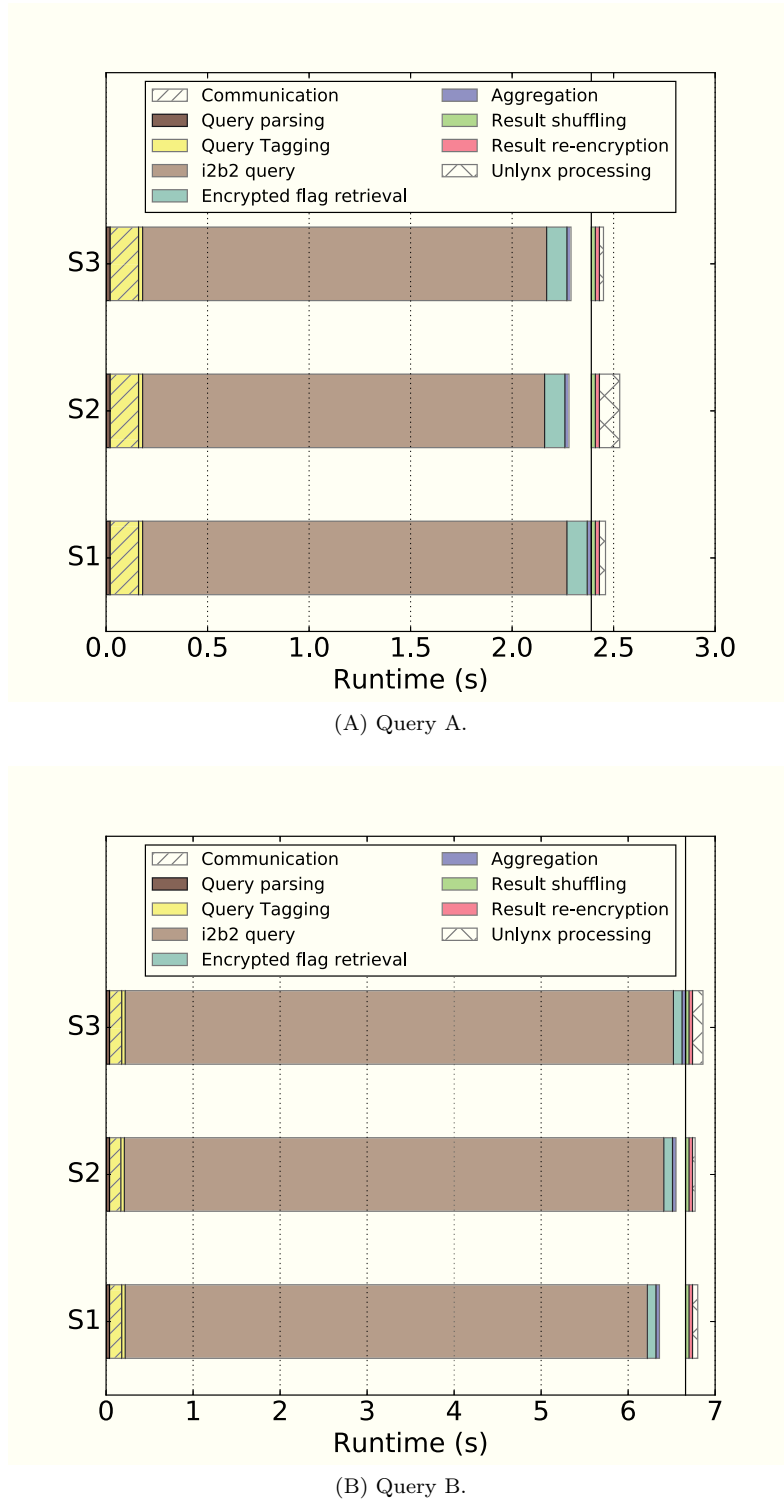 Communication
Query parsing
Query Tagging
i2b2 query
Encrypted flag retrieval
Aggregation
Result shuffling
Result re-encryption
Unlynx processing
S3
S2
S1
0.0 0.5 1.0 1.5 2.0 2.5 3.0
Runtime (s)
(A) Query A.
Communication
Query parsing
Query Tagging
i2b2 query
Encrypted flag retrieval
Aggregation
Result shuffling
Result re-encryption
Unlynx processing
S3
S2
S1
0 1 2 3 4 5 6 7
Runtime (s)
(B) Query B.